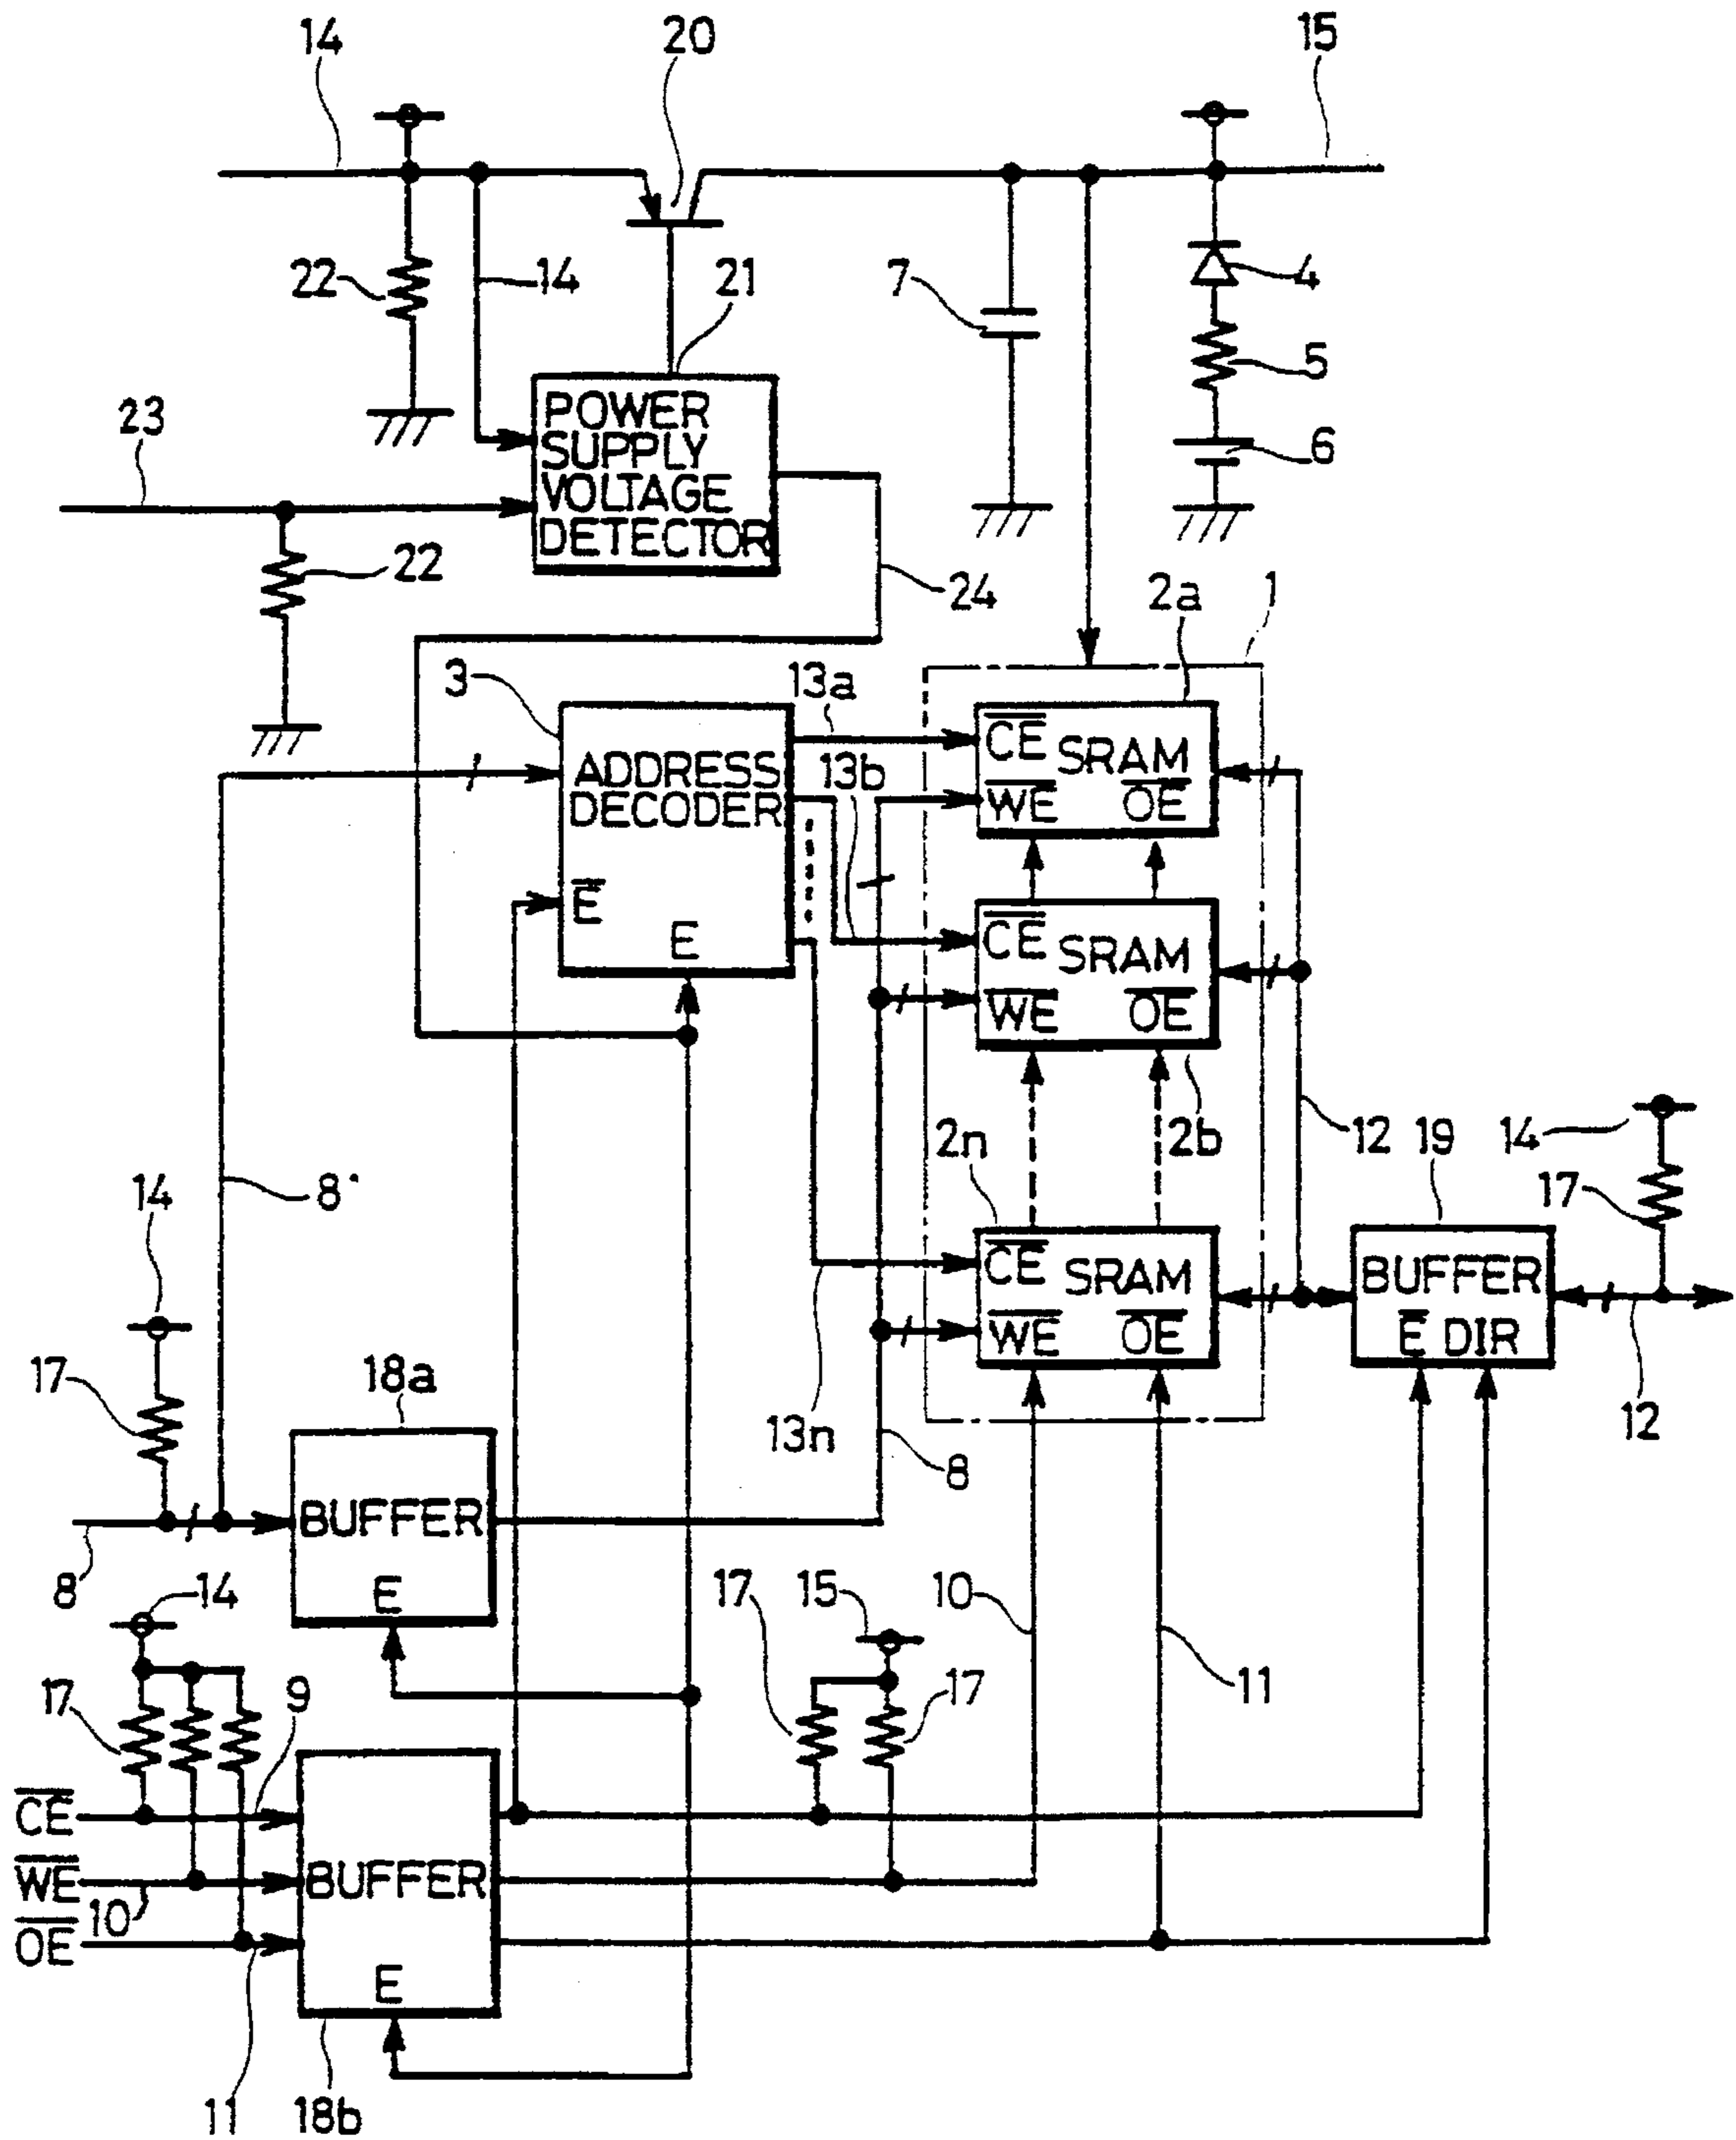 14
20
15
22
14
21
7
4
5
6
23
POWER
SUPPLY
VOLTAGE
DETECTOR
22
24
2a
1
3
13a
ADDRESS
DECODER
E
E
13b
CE SRAM
WE OE
CE SRAM
WE OE
2n
2b
12
19
14
17
8'
14
CE SRAM
WE OE
BUFFER
E DIR
17
18a
13n
8
12
BUFFER
E
8
14
17
15
10
17
9
17
11
CE
WE
10
OE
BUFFER
E
11
18b